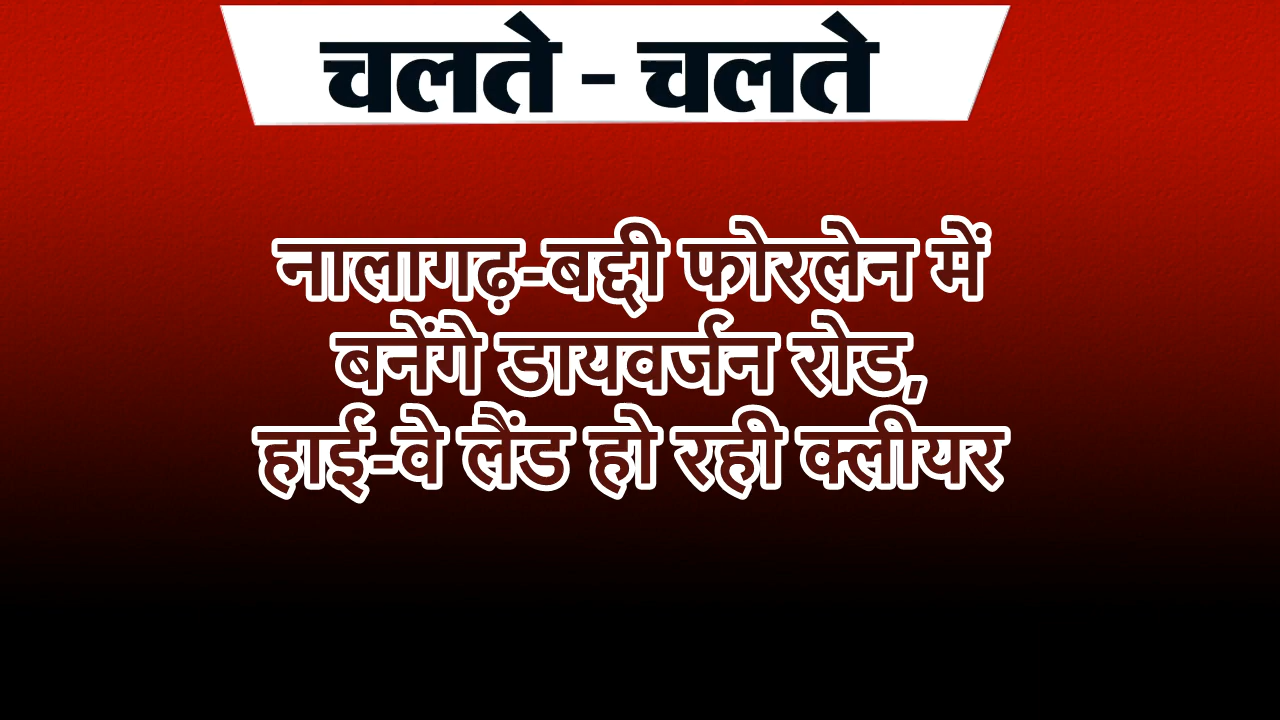 चलते - चलते
नालागढ़-बद्दी फोरलेन में
बनेंगे डायवर्जन रोड,
हाई-वे लैंड हो रही क्लीयर